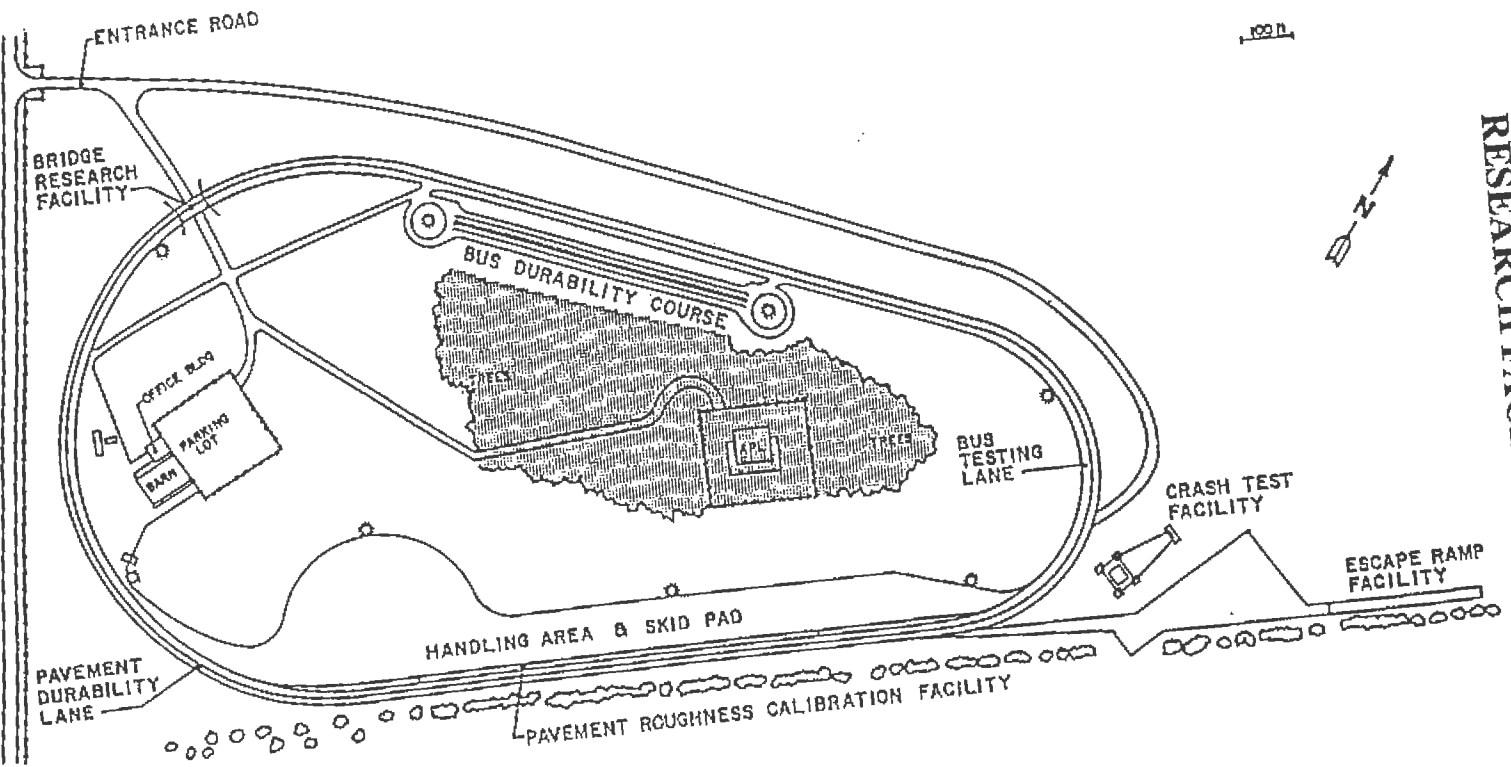 ENTRANCE ROAD
100 ft
RESEARCH
BRIDGE
RESEARCH
FACILITY
N
BUS DURABILITY COURSE
OFFICE BLDG
TREES
PARKING
LOT
BARN
APL
TREES
BUS
TESTING
LANE
CRASH TEST
FACILITY
ESCAPE RAMP
FACILITY
HANDLING AREA & SKID PAD
PAVEMENT
DURABILITY
LANE
PAVEMENT ROUGHNESS CALIBRATION FACILITY